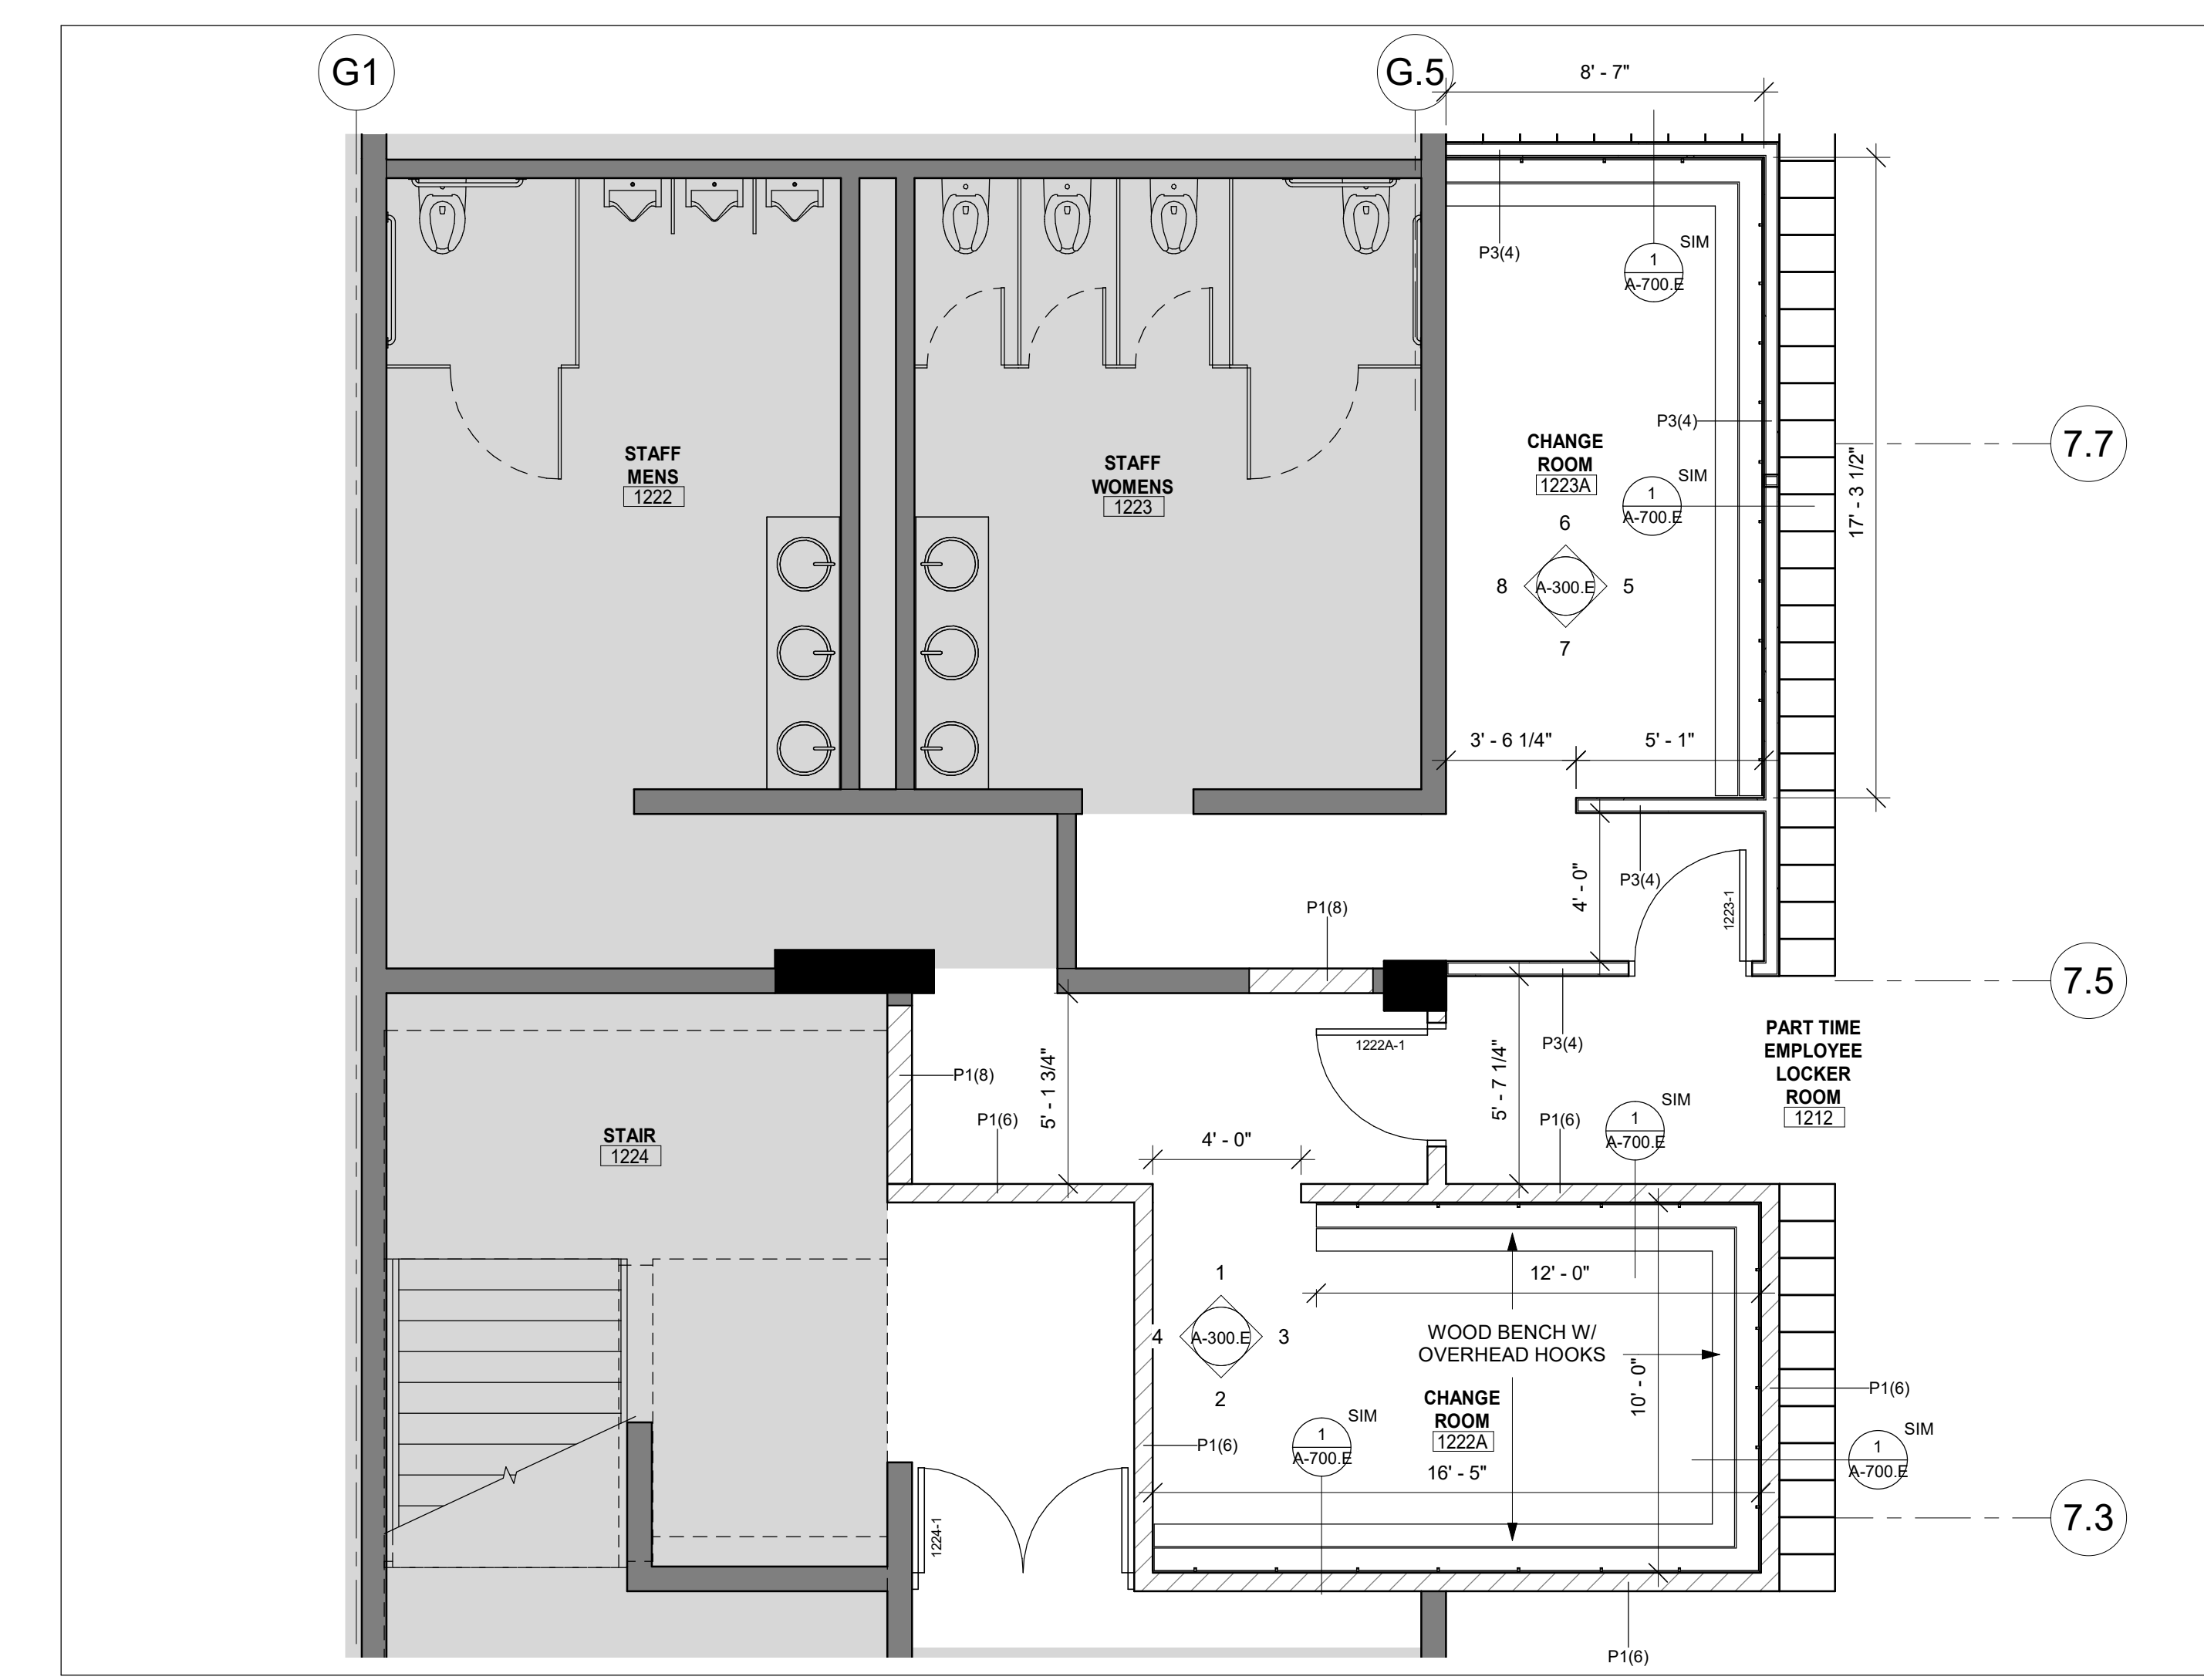 G1
G.5
8' - 7"
P3(4)
SIM
1
A-700.E
7.7
P3(4)
17' - 3 1/2"
CHANGE
ROOM
1223A
SIM
1
A-700.E
STAFF
MENS
1222
STAFF
WOMENS
1223
6
8
A-300.E
5
7
3' - 6 1/4"
5' - 1"
4' - 0"
P3(4)
1223-1
P1(8)
7.5
PART TIME
EMPLOYEE
LOCKER
ROOM
1212
1222A-1
P3(4)
5' - 7 1/4"
5' - 1 3/4"
P1(8)
P1(6)
P1(6)
SIM
1
A-700.E
4' - 0"
STAIR
1224
1
4
A-300.E
3
2
12' - 0"
WOOD BENCH W/
OVERHEAD HOOKS
10' - 0"
CHANGE
ROOM
1222A
16' - 5"
P1(6)
P1(6)
SIM
1
A-700.E
SIM
1
A-700.E
1224-1
7.3
P1(6)